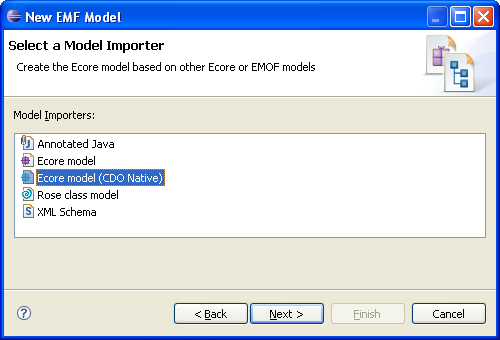 New EMF Model
Select a Model Importer
Create the Ecore model based on other Ecore or EMOF models
Model Importers:
Annotated Java
Ecore model
Ecore model (CDO Native)
Rose class model
XML Schema
< Back
Next >
Finish
Cancel